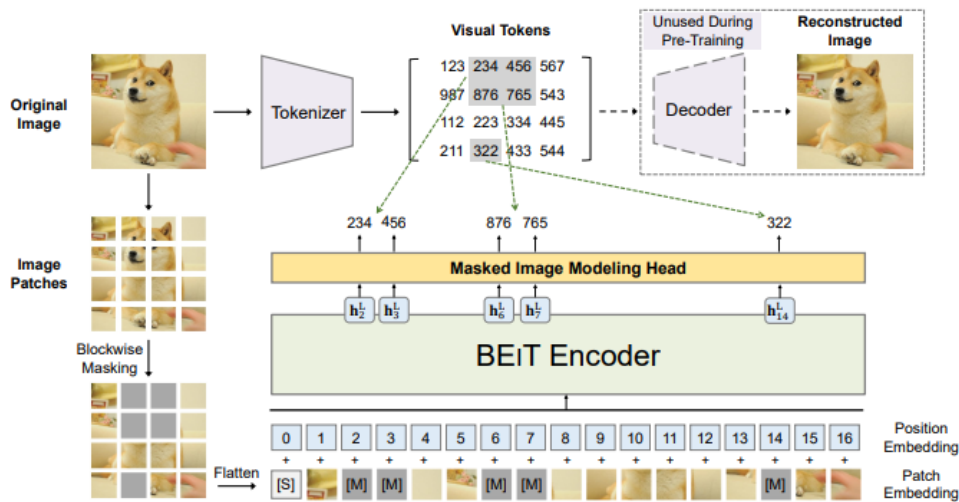 Original
Image
Tokenizer
Visual Tokens
123 234 456 567
987 876 765 543
112 223 334 445
211 322 433 544
Unused During
Pre-Training
Decoder
Reconstructed
Image
Image
Patches
234 456 876 765 322
Masked Image Modeling Head
h₂ᴸ h₃ᴸ h₆ᴸ h₇ᴸ h₁₄ᴸ
BEIT Encoder
Blockwise
Masking
Flatten
0 1 2 3 4 5 6 7 8 9 10 11 12 13 14 15 16
Position
Embedding
+ + + + + + + + + + + + + + + + +
[S] [M] [M] [M] [M] [M]
Patch
Embedding